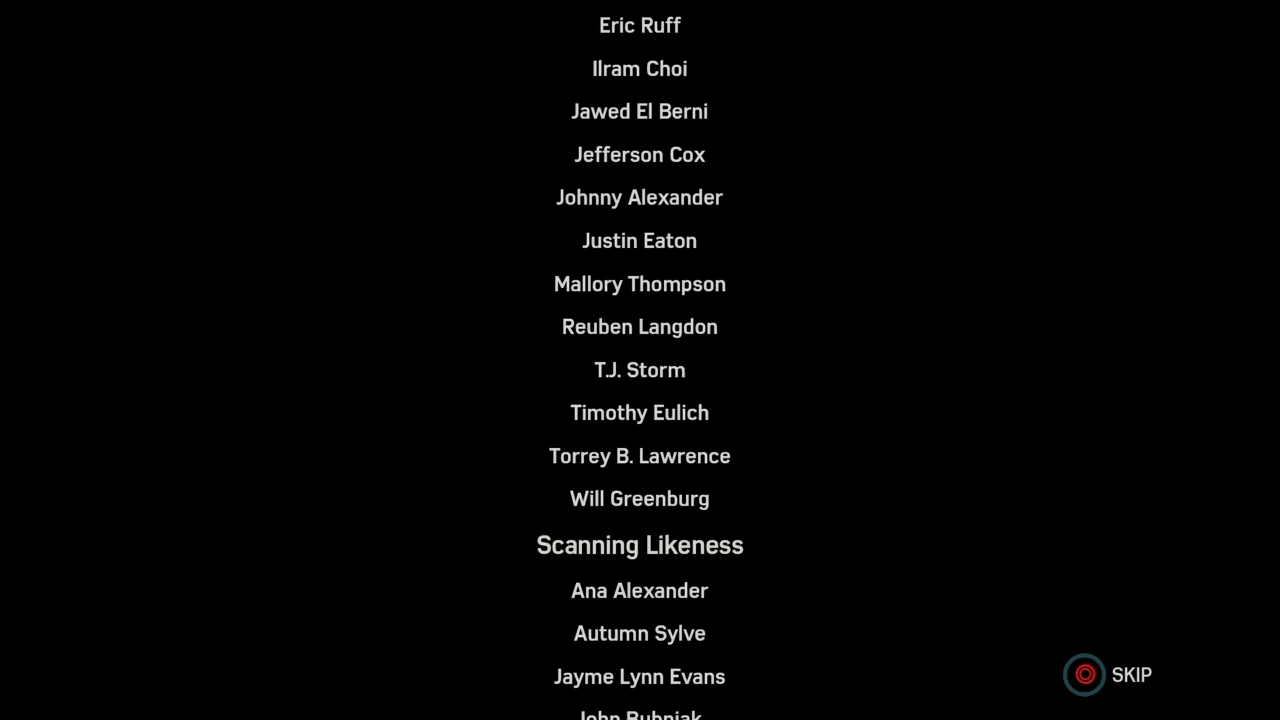 Eric Ruff
Ilram Choi
Jawed El Berni
Jefferson Cox
Johnny Alexander
Justin Eaton
Mallory Thompson
Reuben Langdon
T.J. Storm
Timothy Eulich
Torrey B. Lawrence
Will Greenburg
Scanning Likeness
Ana Alexander
Autumn Sylve
Jayme Lynn Evans
SKIP
John